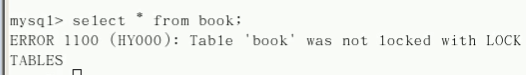 mysql> select * from book;
ERROR 1100 (HY000): Table 'book' was not locked with LOCK
TABLES